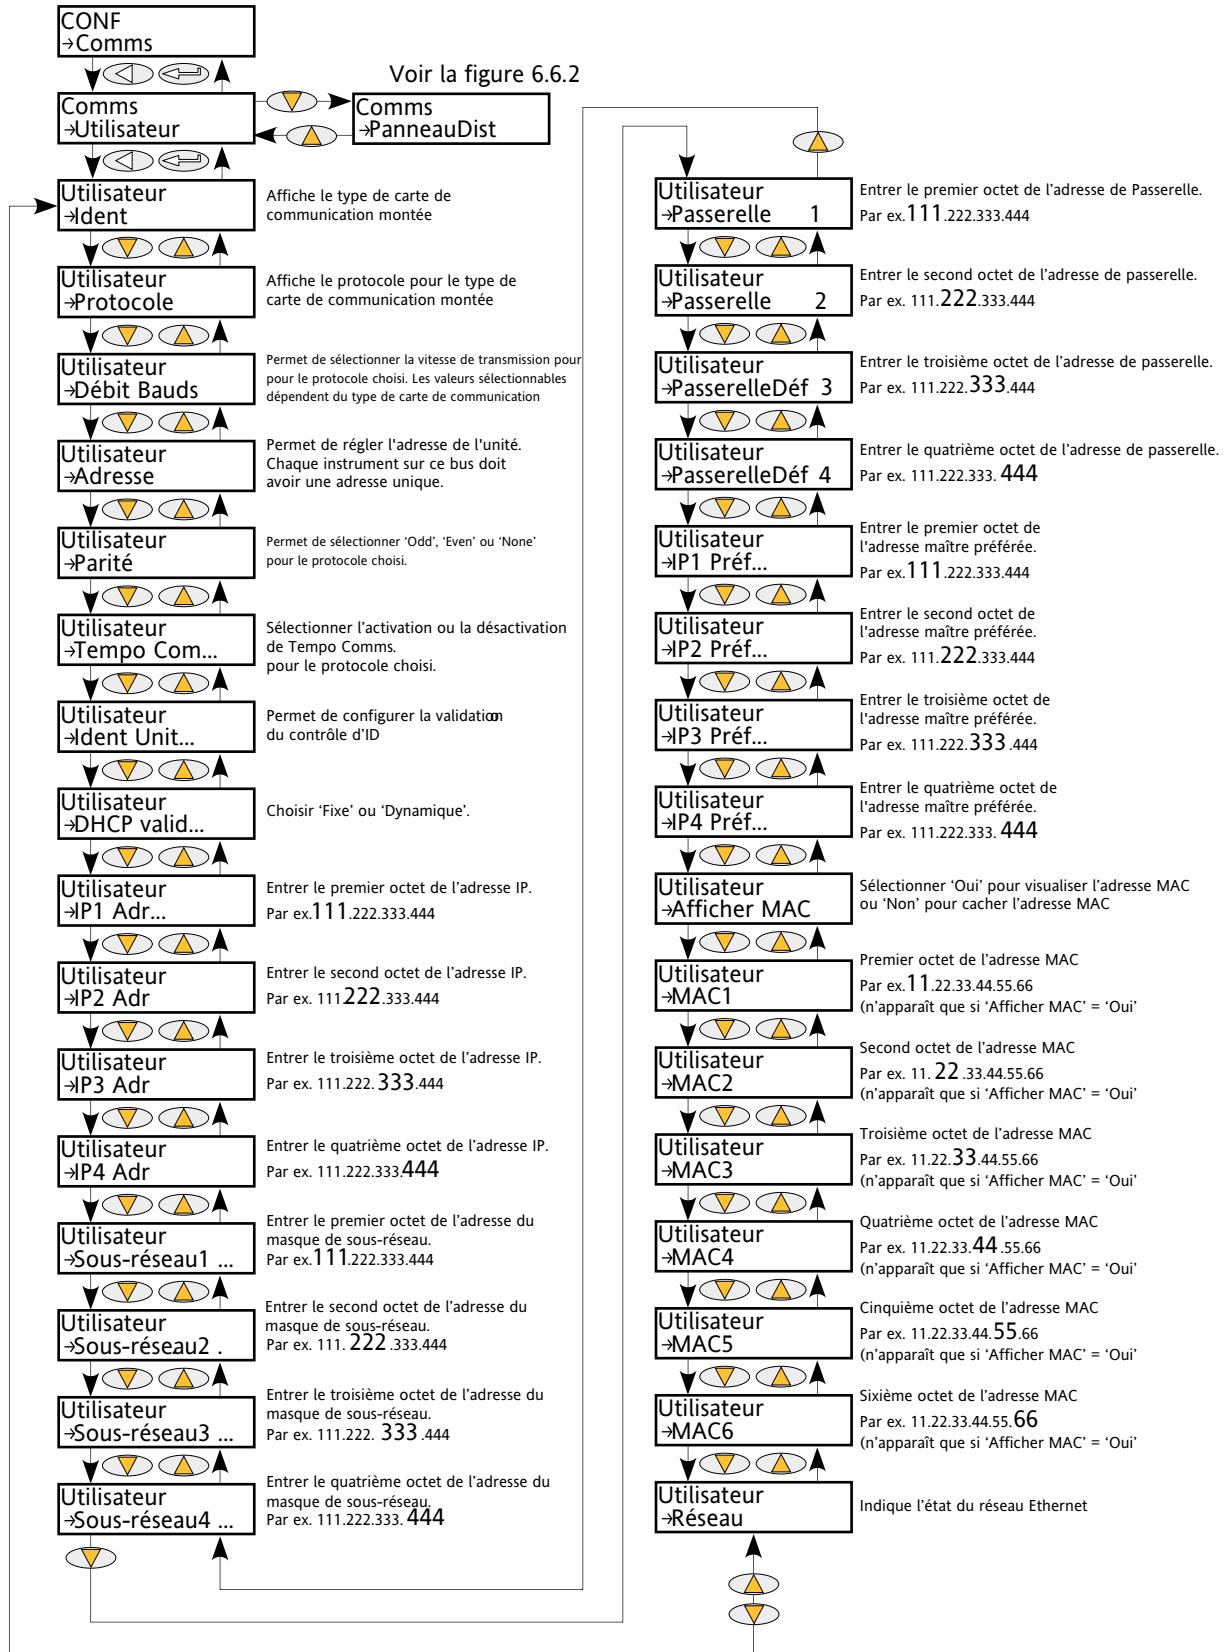 CONF
→Comms
Voir la figure 6.6.2
Comms
→Utilisateur
Comms
→PanneauDist
Utilisateur
→Ident
Affiche le type de carte de
communication montée
Utilisateur
→Protocole
Affiche le protocole pour le type de
carte de communication montée
Utilisateur
→Débit Bauds
Permet de sélectionner la vitesse de transmission pour
pour le protocole choisi. Les valeurs sélectionnables
dépendent du type de carte de communication
Utilisateur
→Adresse
Permet de régler l'adresse de l'unité.
Chaque instrument sur ce bus doit
avoir une adresse unique.
Utilisateur
→Parité
Permet de sélectionner ‘Odd’, ‘Even’ ou ‘None’
pour le protocole choisi.
Utilisateur
→Tempo Com...
Sélectionner l’activation ou la désactivation
de Tempo Comms.
pour le protocole choisi.
Utilisateur
→Ident Unit...
Permet de configurer la validation
du contrôle d’ID
Utilisateur
→DHCP valid...
Choisir ‘Fixe’ ou ‘Dynamique’.
Utilisateur
→IP1 Adr...
Entrer le premier octet de l’adresse IP.
Par ex.111.222.333.444
Utilisateur
→IP2 Adr
Entrer le second octet de l’adresse IP.
Par ex. 111.222.333.444
Utilisateur
→IP3 Adr
Entrer le troisième octet de l’adresse IP.
Par ex. 111.222. 333.444
Utilisateur
→IP4 Adr
Entrer le quatrième octet de l’adresse IP.
Par ex. 111.222.333.444
Utilisateur
→Sous-réseau1 ...
Entrer le premier octet de l’adresse du
masque de sous-réseau.
Par ex.111.222.333.444
Utilisateur
→Sous-réseau2 .
Entrer le second octet de l’adresse du
masque de sous-réseau.
Par ex. 111. 222 .333.444
Utilisateur
→Sous-réseau3 ...
Entrer le troisième octet de l’adresse du
masque de sous-réseau.
Par ex. 111.222. 333 .444
Utilisateur
→Sous-réseau4 ...
Entrer le quatrième octet de l’adresse du
masque de sous-réseau.
Par ex. 111.222.333. 444
Utilisateur
→Passerelle 1
Entrer le premier octet de l’adresse de Passerelle.
Par ex.111.222.333.444
Utilisateur
→Passerelle 2
Entrer le second octet de l’adresse de passerelle.
Par ex. 111.222.333.444
Utilisateur
→PasserelleDéf 3
Entrer le troisième octet de l’adresse de passerelle.
Par ex. 111.222.333.444
Utilisateur
→PasserelleDéf 4
Entrer le quatrième octet de l’adresse de passerelle.
Par ex. 111.222.333. 444
Utilisateur
→IP1 Préf...
Entrer le premier octet de
l'adresse maître préférée.
Par ex.111.222.333.444
Utilisateur
→IP2 Préf...
Entrer le second octet de
l'adresse maître préférée.
Par ex. 111.222.333.444
Utilisateur
→IP3 Préf...
Entrer le troisième octet de
l'adresse maître préférée.
Par ex. 111.222.333 .444
Utilisateur
→IP4 Préf...
Entrer le quatrième octet de
l'adresse maître préférée.
Par ex. 111.222.333. 444
Utilisateur
→Afficher MAC
Sélectionner ‘Oui’ pour visualiser l’adresse MAC
ou ‘Non’ pour cacher l’adresse MAC
Utilisateur
→MAC1
Premier octet de l’adresse MAC
Par ex.11.22.33.44.55.66
(n’apparaît que si ‘Afficher MAC’ = ‘Oui’
Utilisateur
→MAC2
Second octet de l’adresse MAC
Par ex. 11. 22 .33.44.55.66
(n’apparaît que si ‘Afficher MAC’ = ‘Oui’
Utilisateur
→MAC3
Troisième octet de l’adresse MAC
Par ex. 11.22.33.44.55.66
(n’apparaît que si ‘Afficher MAC’ = ‘Oui’
Utilisateur
→MAC4
Quatrième octet de l’adresse MAC
Par ex. 11.22.33.44 .55.66
(n’apparaît que si ‘Afficher MAC’ = ‘Oui’
Utilisateur
→MAC5
Cinquième octet de l’adresse MAC
Par ex. 11.22.33.44.55.66
(n’apparaît que si ‘Afficher MAC’ = ‘Oui’
Utilisateur
→MAC6
Sixième octet de l’adresse MAC
Par ex. 11.22.33.44.55.66
(n’apparaît que si ‘Afficher MAC’ = ‘Oui’
Utilisateur
→Réseau
Indique l’état du réseau Ethernet